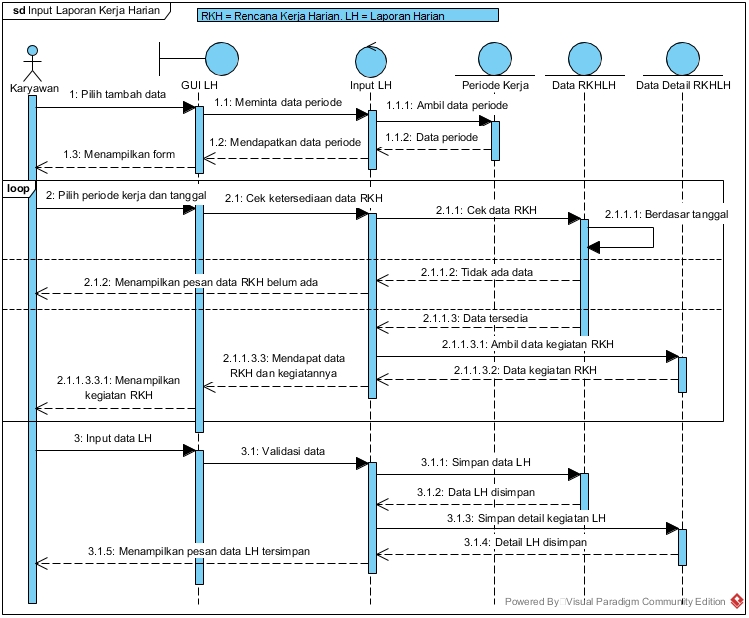 sd Input Laporan Kerja Harian
RKH = Rencana Kerja Harian. LH = Laporan Harian
Karyawan
GUI LH
Input LH
Periode Kerja
Data RKHLH
Data Detail RKHLH
1: Pilih tambah data
1.1: Meminta data periode
1.1.1: Ambil data periode
1.1.2: Data periode
1.2: Mendapatkan data periode
1.3: Menampilkan form
loop
2: Pilih periode kerja dan tanggal
2.1: Cek ketersediaan data RKH
2.1.1: Cek data RKH
2.1.1.1: Berdasar tanggal
2.1.1.2: Tidak ada data
2.1.2: Menampilkan pesan data RKH belum ada
2.1.1.3: Data tersedia
2.1.1.3.1: Ambil data kegiatan RKH
2.1.1.3.2: Data kegiatan RKH
2.1.1.3.3: Mendapat data
RKH dan kegiatannya
2.1.1.3.3.1: Menampilkan
kegiatan RKH
3: Input data LH
3.1: Validasi data
3.1.1: Simpan data LH
3.1.2: Data LH disimpan
3.1.3: Simpan detail kegiatan LH
3.1.4: Detail LH disimpan
3.1.5: Menampilkan pesan data LH tersimpan
Powered By Visual Paradigm Community Edition